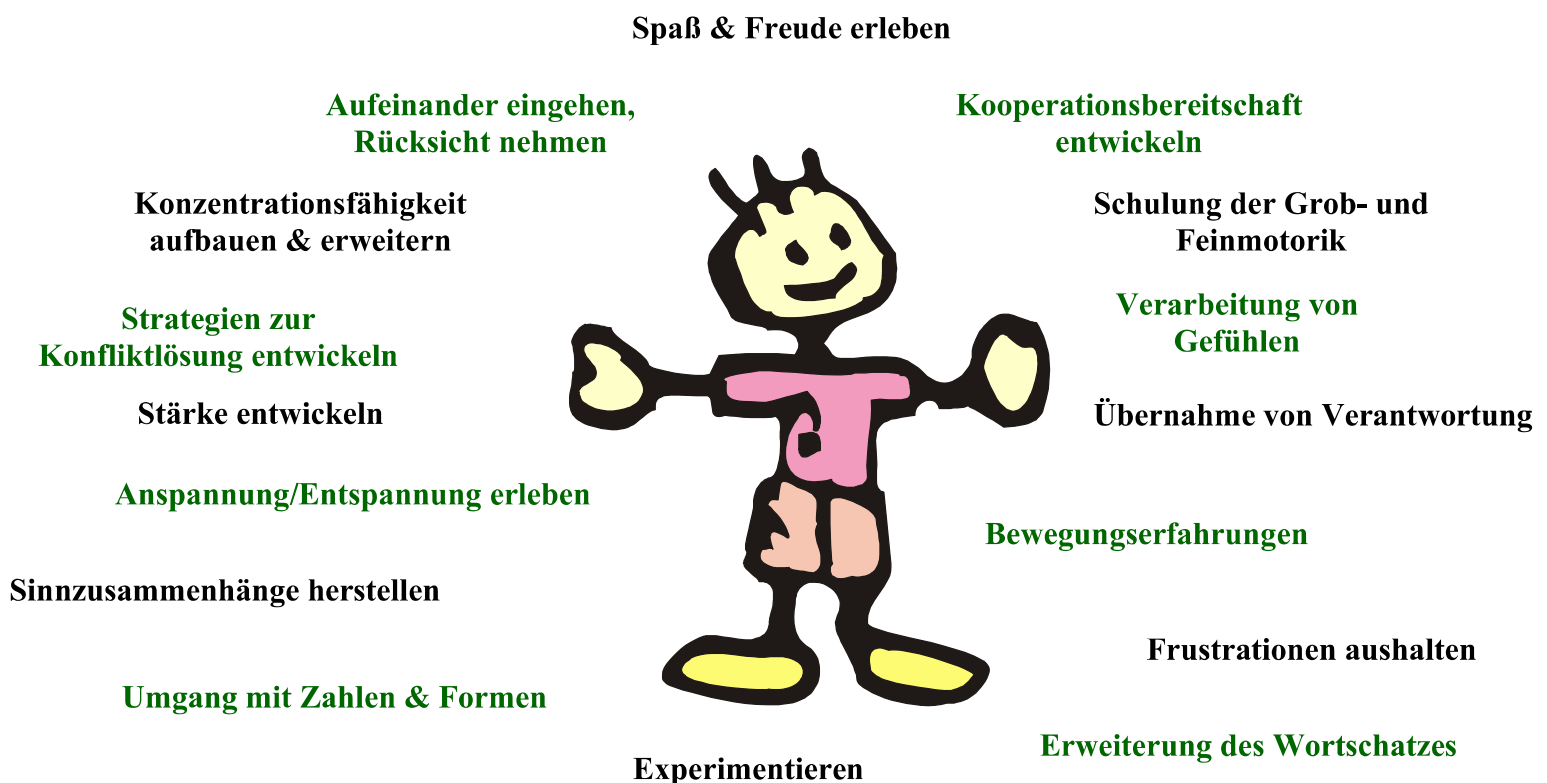 Spaß & Freude erleben
Aufeinander eingehen,
Rücksicht nehmen
Kooperationsbereitschaft
entwickeln
Konzentrationsfähigkeit
aufbauen & erweitern
Schulung der Grob- und
Feinmotorik
Strategien zur
Konfliktlösung entwickeln
Verarbeitung von
Gefühlen
Stärke entwickeln
Übernahme von Verantwortung
Anspannung/Entspannung erleben
Bewegungserfahrungen
Sinnzusammenhänge herstellen
Frustrationen aushalten
Umgang mit Zahlen & Formen
Erweiterung des Wortschatzes
Experimentieren